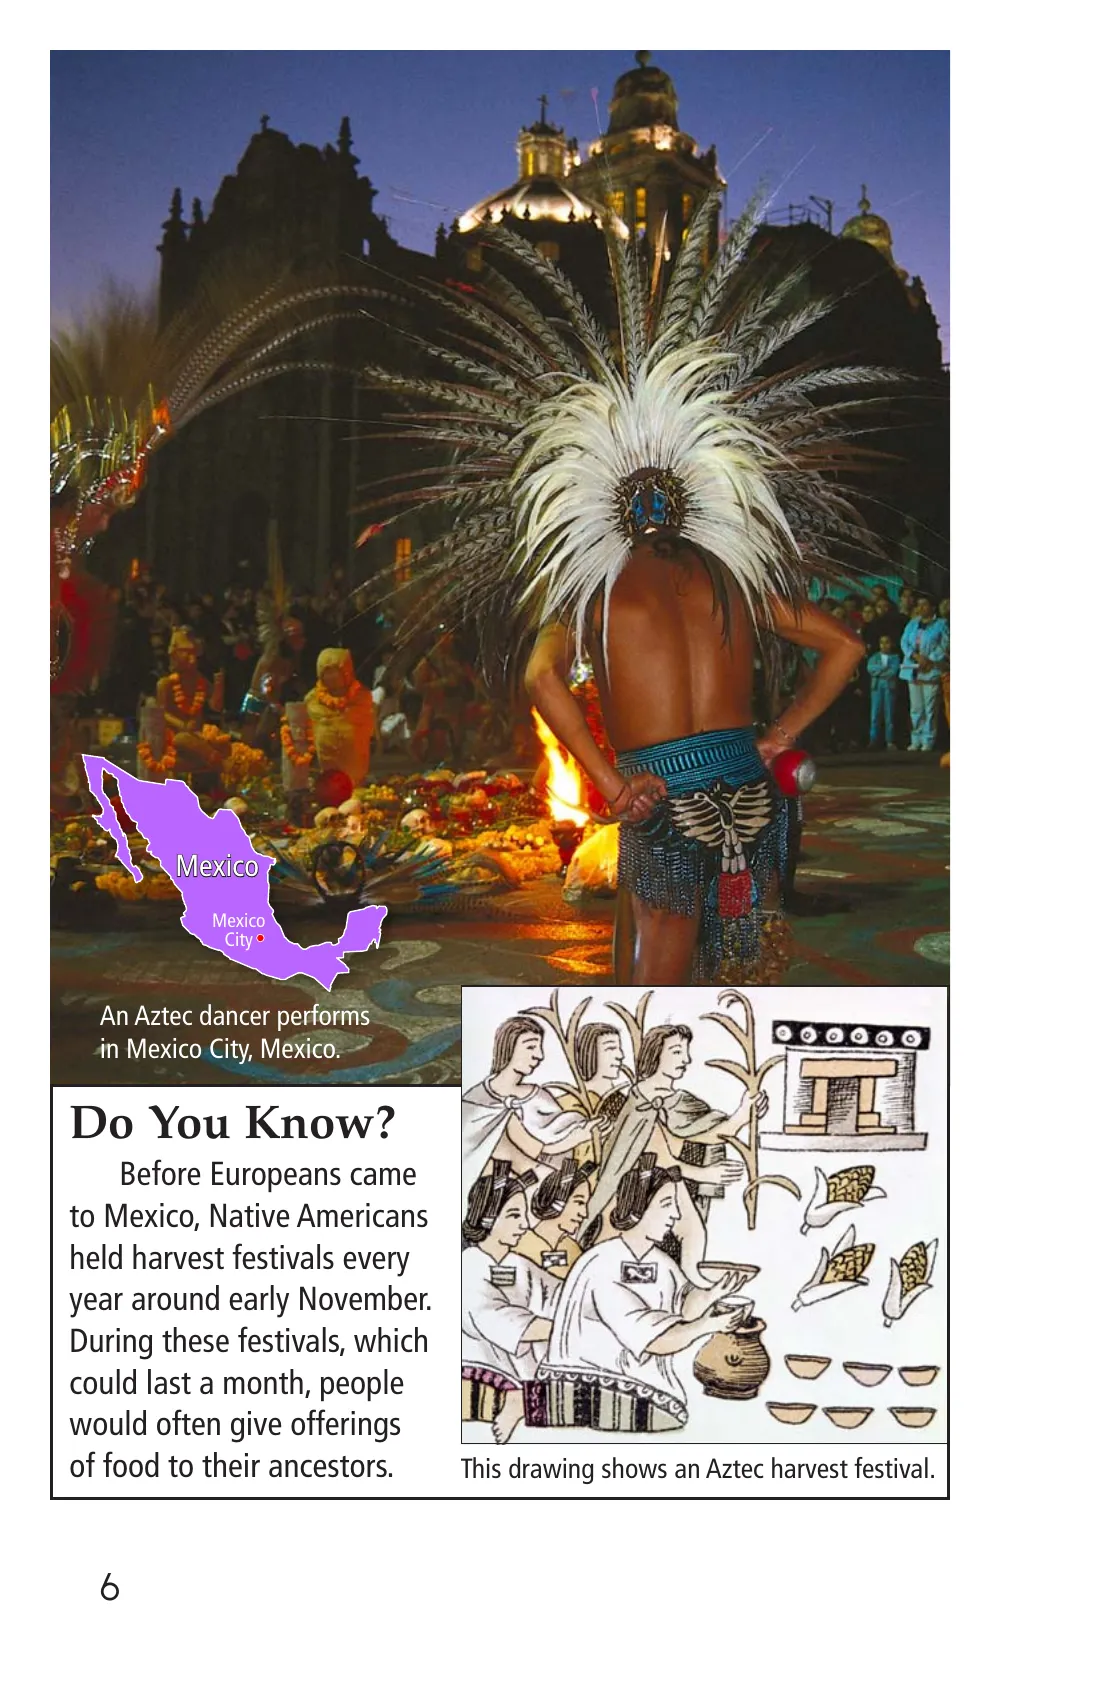 Mexico
Mexico
City
An Aztec dancer performs
in Mexico City, Mexico.
Do You Know?
Before Europeans came
to Mexico, Native Americans
held harvest festivals every
year around early November.
During these festivals, which
could last a month, people
would often give offerings
of food to their ancestors.
This drawing shows an Aztec harvest festival.
6